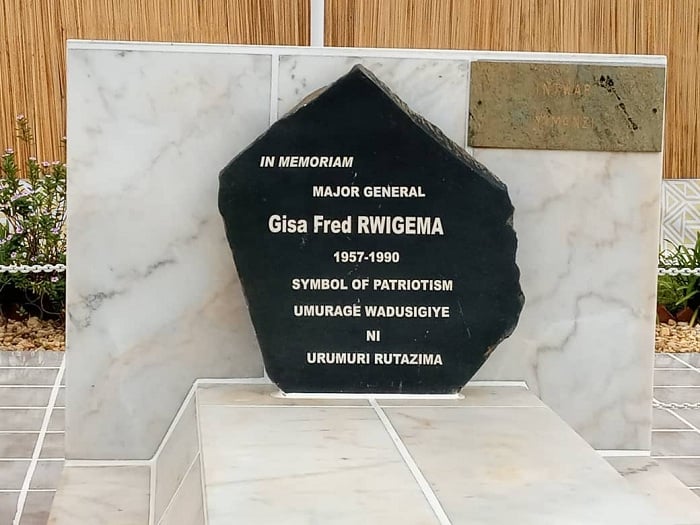 IN MEMORIAM
MAJOR GENERAL
Gisa Fred RWIGEMA
1957-1990
SYMBOL OF PATRIOTISM
UMURAGE WADUSIGIYE
NI
URUMURI RUTAZIMA